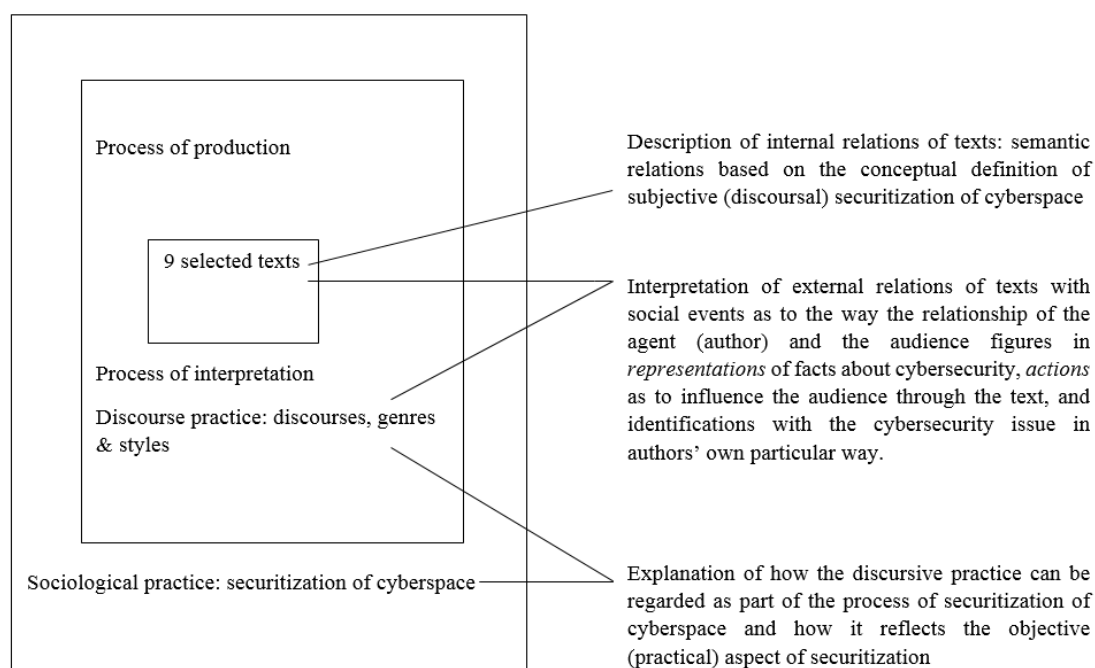 Process of production
9 selected texts
Process of interpretation
Discourse practice: discourses, genres
& styles
Sociological practice: securitization of cyberspace
Description of internal relations of texts: semantic
relations based on the conceptual definition of
subjective (discoursal) securitization of cyberspace
Interpretation of external relations of texts with
social events as to the way the relationship of the
agent (author) and the audience figures in
representations of facts about cybersecurity, actions
as to influence the audience through the text, and
identifications with the cybersecurity issue in
authors’ own particular way.
Explanation of how the discursive practice can be
regarded as part of the process of securitization of
cyberspace and how it reflects the objective
(practical) aspect of securitization